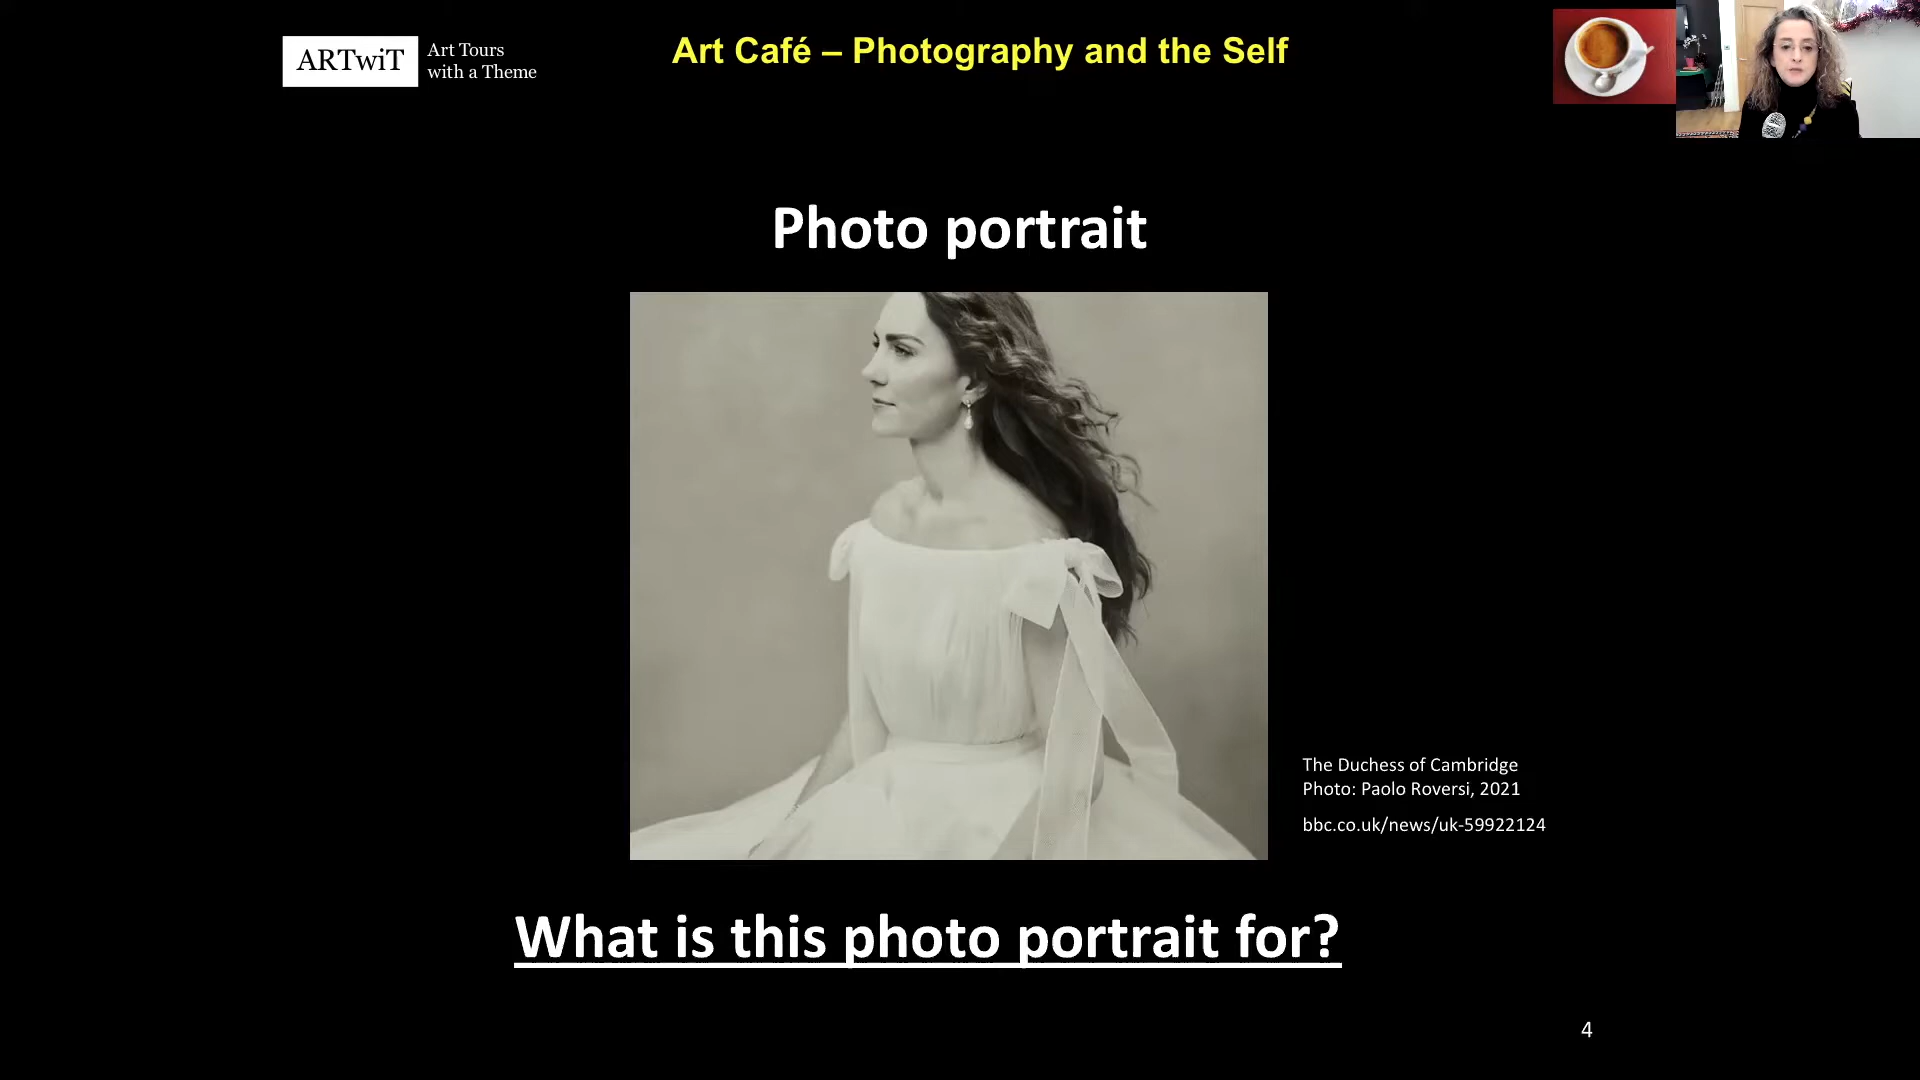 ARTwiT
Art Tours
with a Theme
Art Café – Photography and the Self
Photo portrait
The Duchess of Cambridge
Photo: Paolo Roversi, 2021
bbc.co.uk/news/uk-59922124
What is this photo portrait for?
4